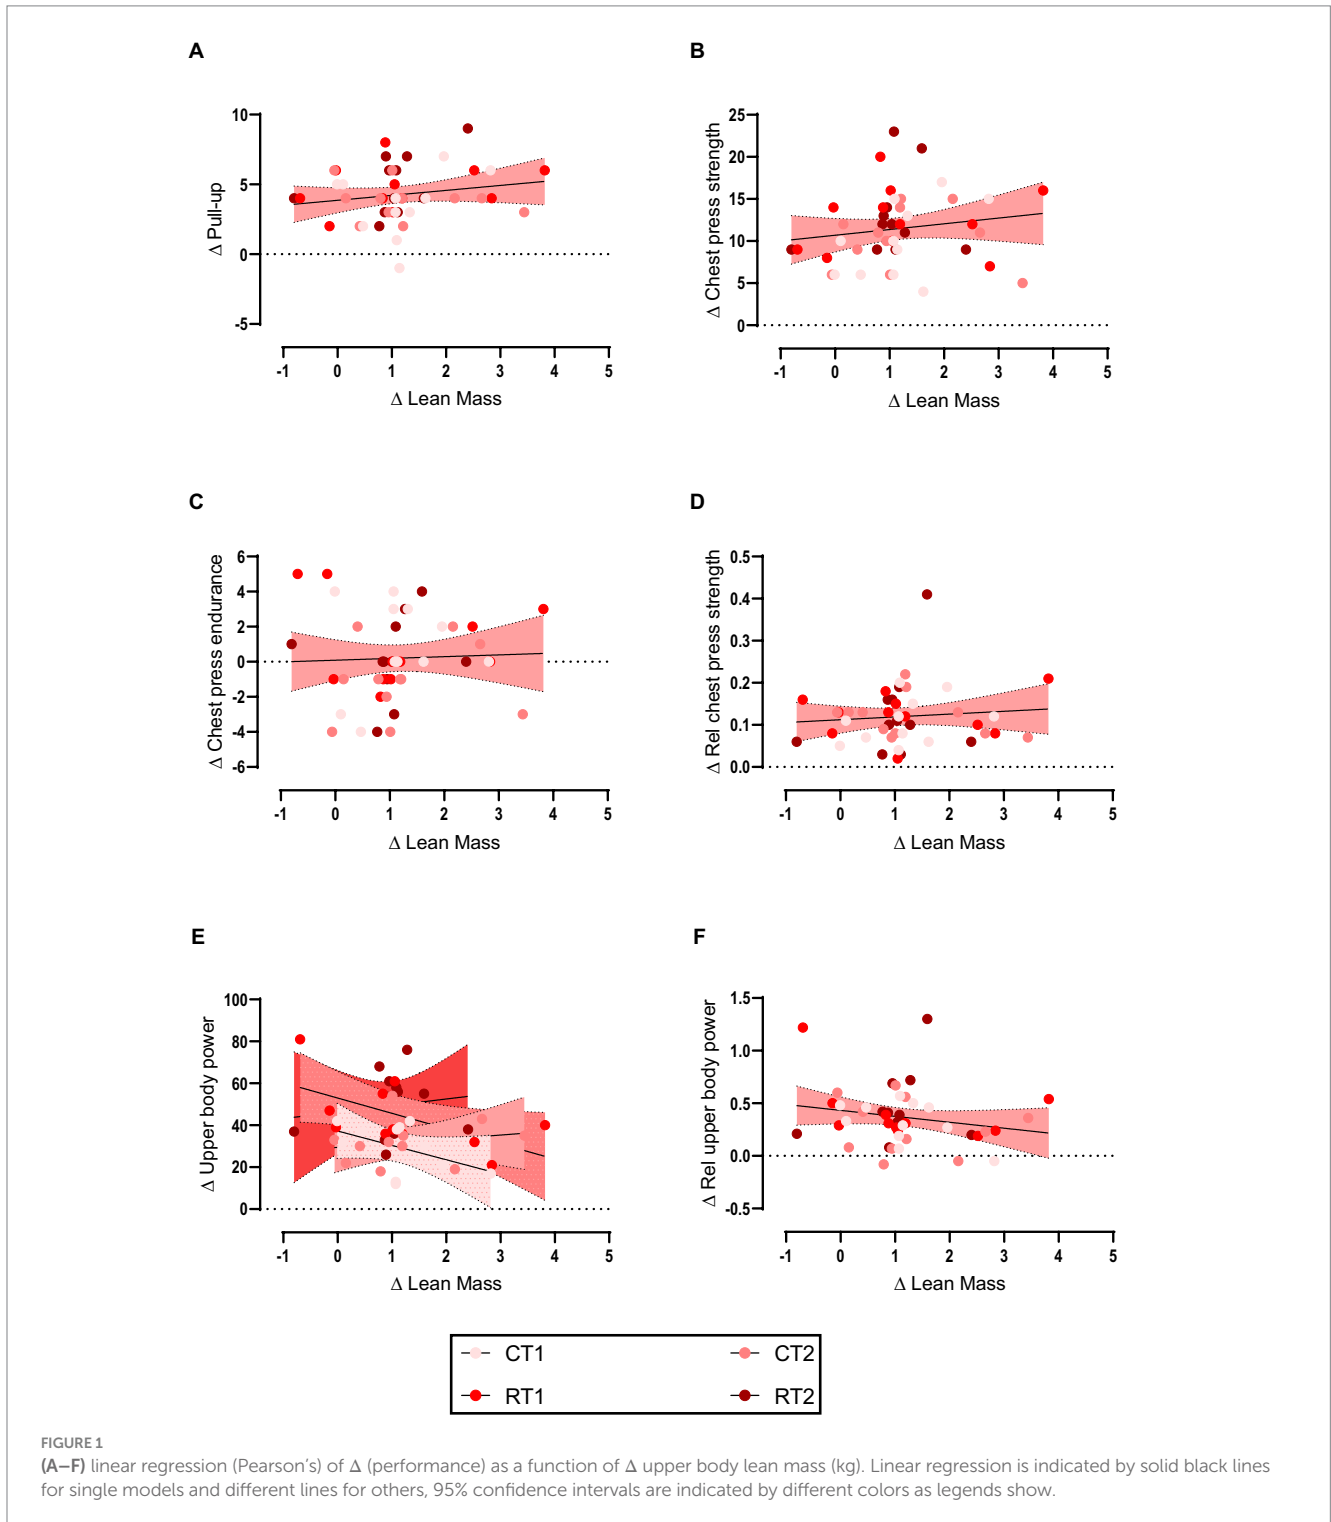 A
Δ Pull-up
10
5
0
-5
-1 0 1 2 3 4 5
Δ Lean Mass
B
Δ Chest press strength
25
20
15
10
5
0
-1 0 1 2 3 4 5
Δ Lean Mass
C
Δ Chest press endurance
6
4
2
0
-2
-4
-6
-1 0 1 2 3 4 5
Δ Lean Mass
D
Δ Rel chest press strength
0.5
0.4
0.3
0.2
0.1
0.0
-1 0 1 2 3 4 5
Δ Lean Mass
E
Δ Upper body power
100
80
60
40
20
0
-1 0 1 2 3 4 5
Δ Lean Mass
F
Δ Rel upper body power
1.5
1.0
0.5
0.0
-0.5
-1 0 1 2 3 4 5
Δ Lean Mass
CT1 CT2
RT1 RT2
FIGURE 1
(A–F) linear regression (Pearson's) of Δ (performance) as a function of Δ upper body lean mass (kg). Linear regression is indicated by solid black lines
for single models and different lines for others, 95% confidence intervals are indicated by different colors as legends show.